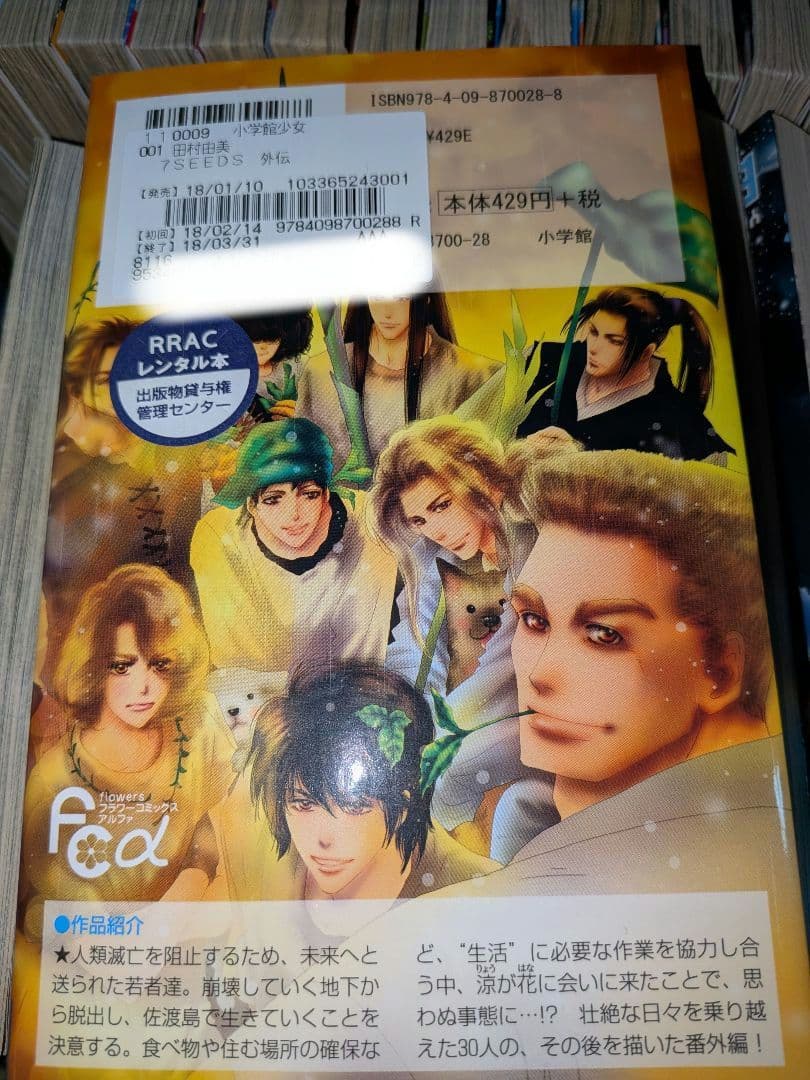 ISBN978-4-09-870028-8
¥429E
本体429円+税
8700-28 小学館
110009 小学館少女
001 田村由美
7SEEDS 外伝
【発売】18/01/10 103365243001
【初回】18/02/14 9784098700288 R
【終了】18/03/31 AAA
8116
RRAC
レンタル本
出版物貸与権
管理センター
flowers
フラワーコミックス
アルファ
fcα
●作品紹介
★人類滅亡を阻止するため、未来へと
送られた若者達。崩壊していく地下か
ら脱出し、佐渡島で生きていくことを
決意する。食べ物や住む場所の確保な
ど、“生活”に必要な作業を協力し合
う中、涼が花に会いに来たことで、思
りょう はな
わぬ事態に…!? 壮絶な日々を乗り越
えた30人の、その後を描いた番外編!